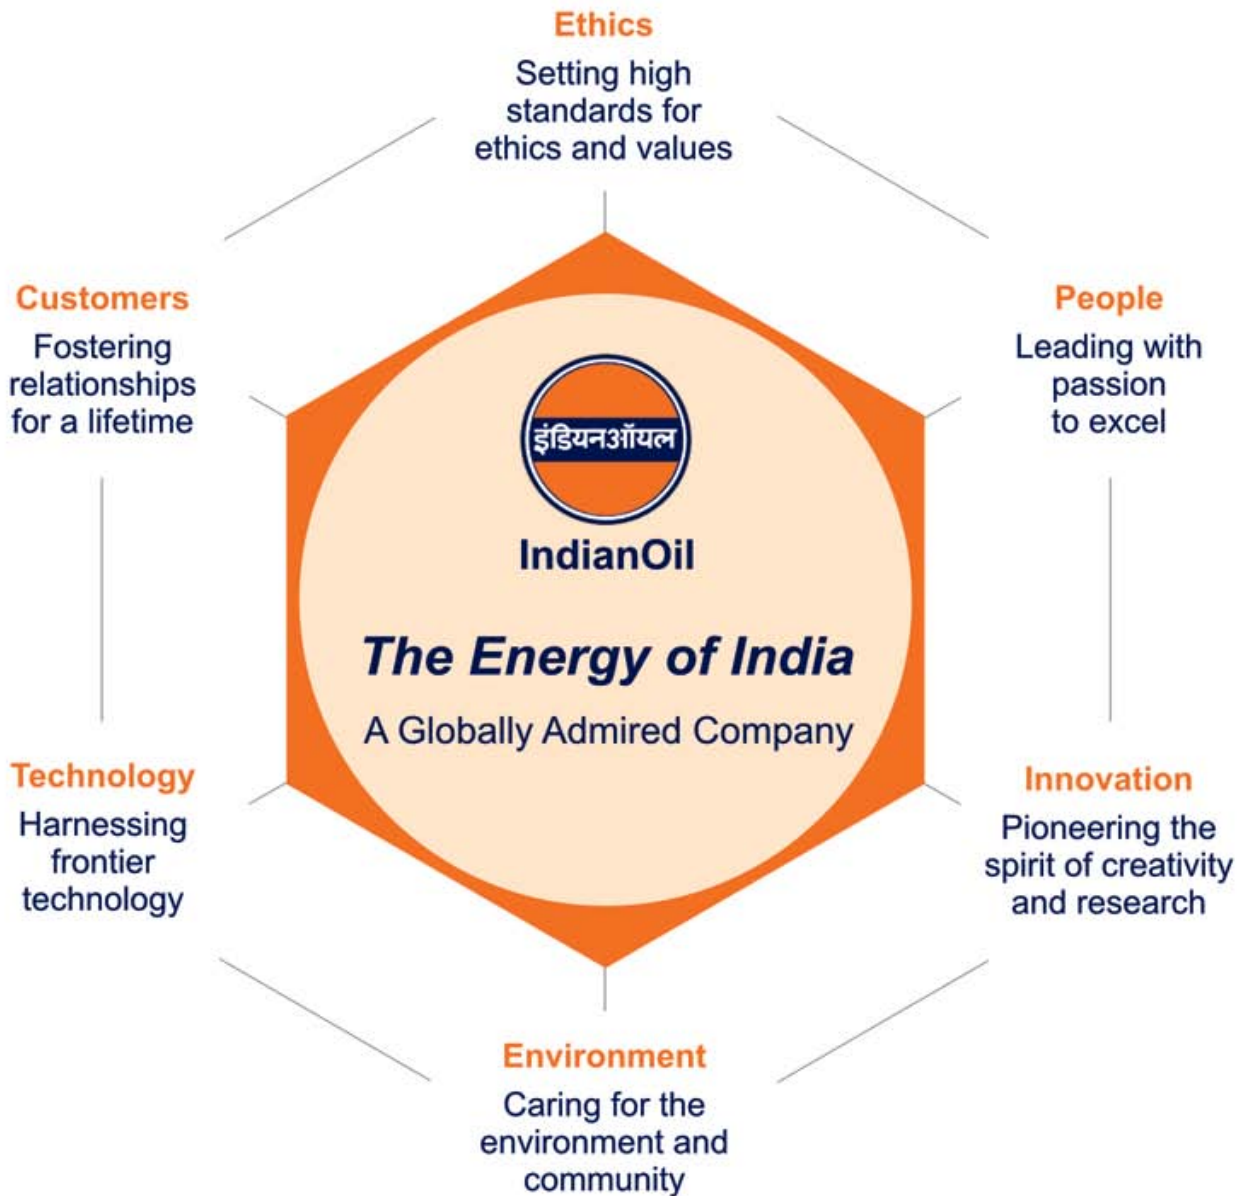 Ethics
Setting high
standards for
ethics and values
Customers
Fostering
relationships
for a lifetime
People
Leading with
passion
to excel
इंडियनऑयल
IndianOil
The Energy of India
A Globally Admired Company
Technology
Harnessing
frontier
technology
Innovation
Pioneering the
spirit of creativity
and research
Environment
Caring for the
environment and
community